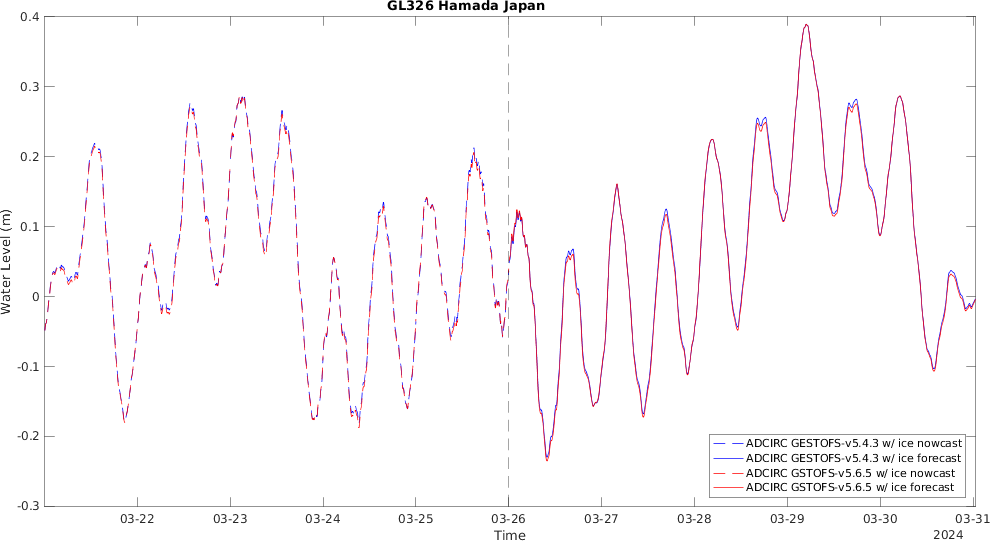 GL326 Hamada Japan
0.4
0.3
0.2
0.1
0
-0.1
-0.2
-0.3
Water Level (m)
03-22
03-23
03-24
03-25
03-26
03-27
03-28
03-29
03-30
03-31
Time
2024
ADCIRC GESTOFS-v5.4.3 w/ ice nowcast
ADCIRC GESTOFS-v5.4.3 w/ ice forecast
ADCIRC GSTOFS-v5.6.5 w/ ice nowcast
ADCIRC GSTOFS-v5.6.5 w/ ice forecast